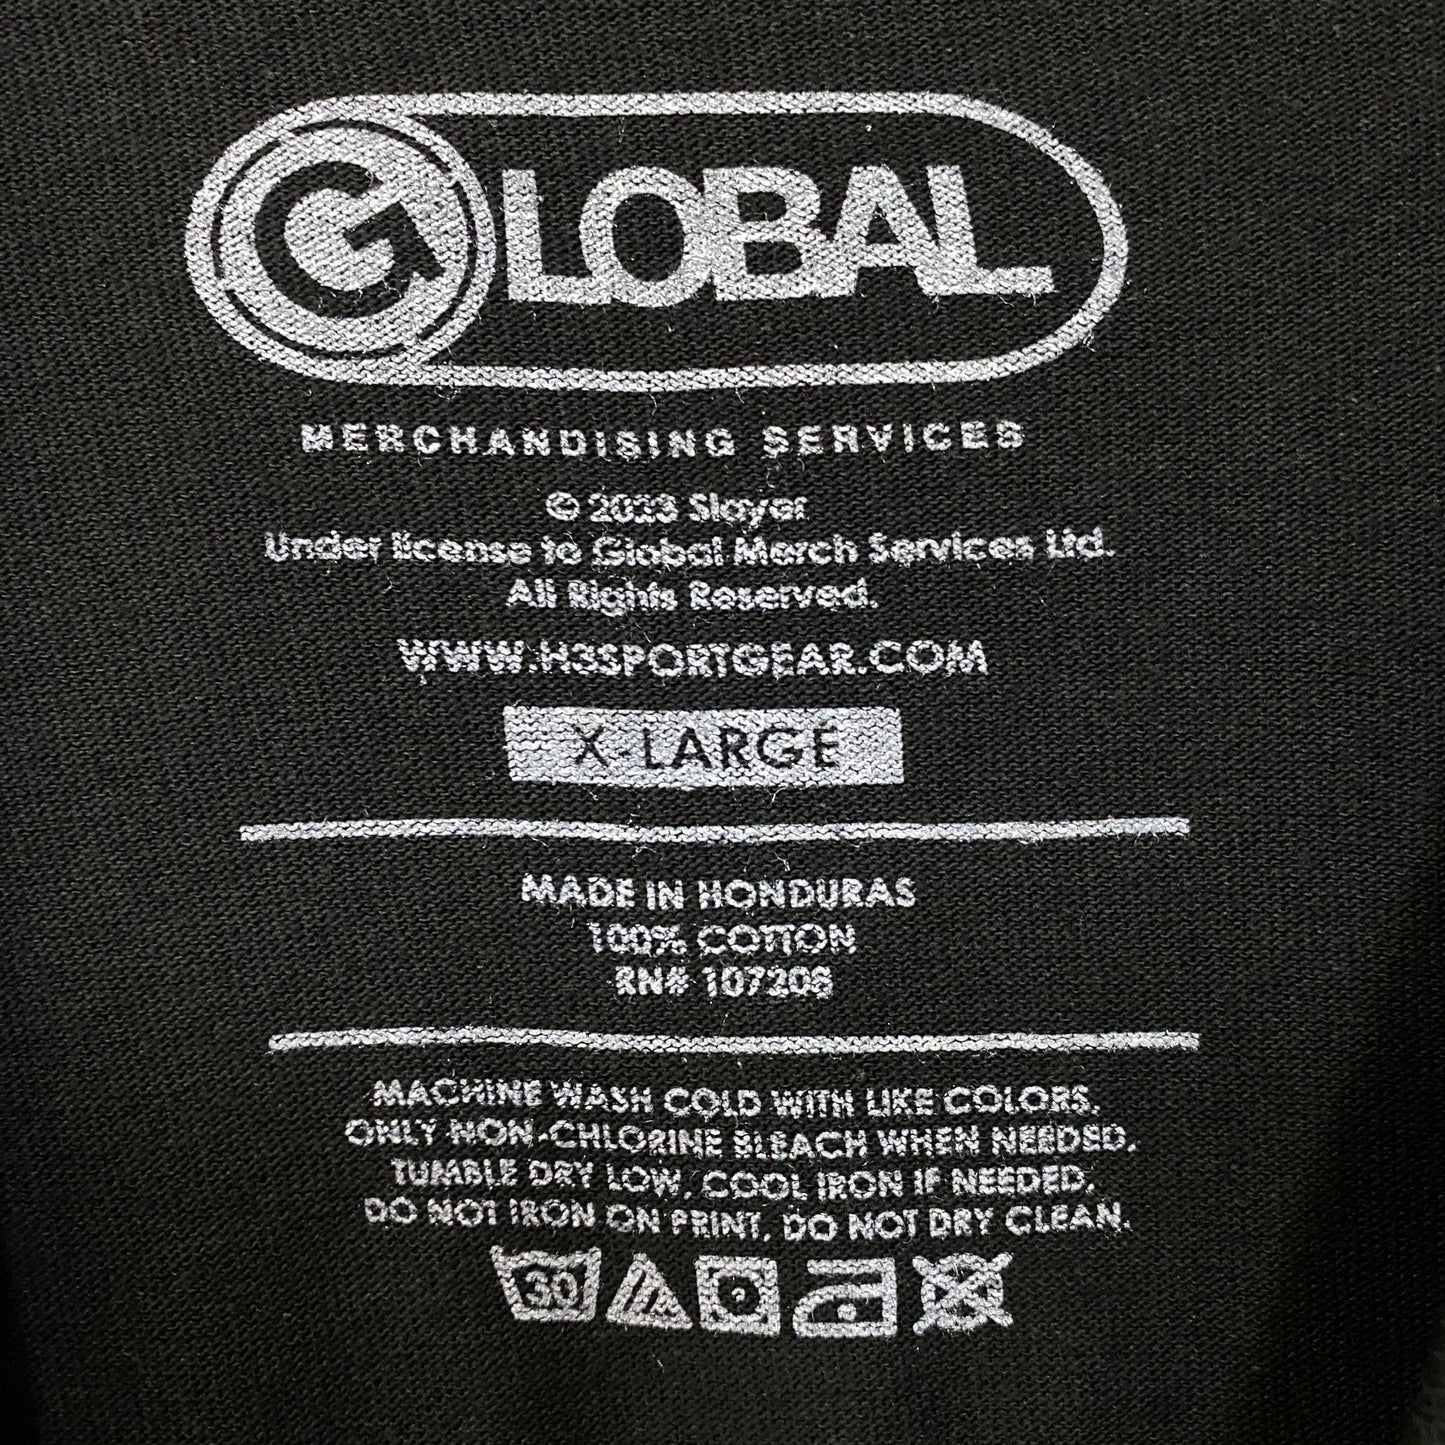 GLOBAL
MERCHANDISING SERVICES
© 2023 Slayer
Under license to Global Merch Services Ltd.
All Rights Reserved.
WWW.H3SPORTGEAR.COM
X-LARGE
MADE IN HONDURAS
100% COTTON
RN# 107208
MACHINE WASH COLD WITH LIKE COLORS.
ONLY NON-CHLORINE BLEACH WHEN NEEDED.
TUMBLE DRY LOW. COOL IRON IF NEEDED.
DO NOT IRON ON PRINT. DO NOT DRY CLEAN.
30